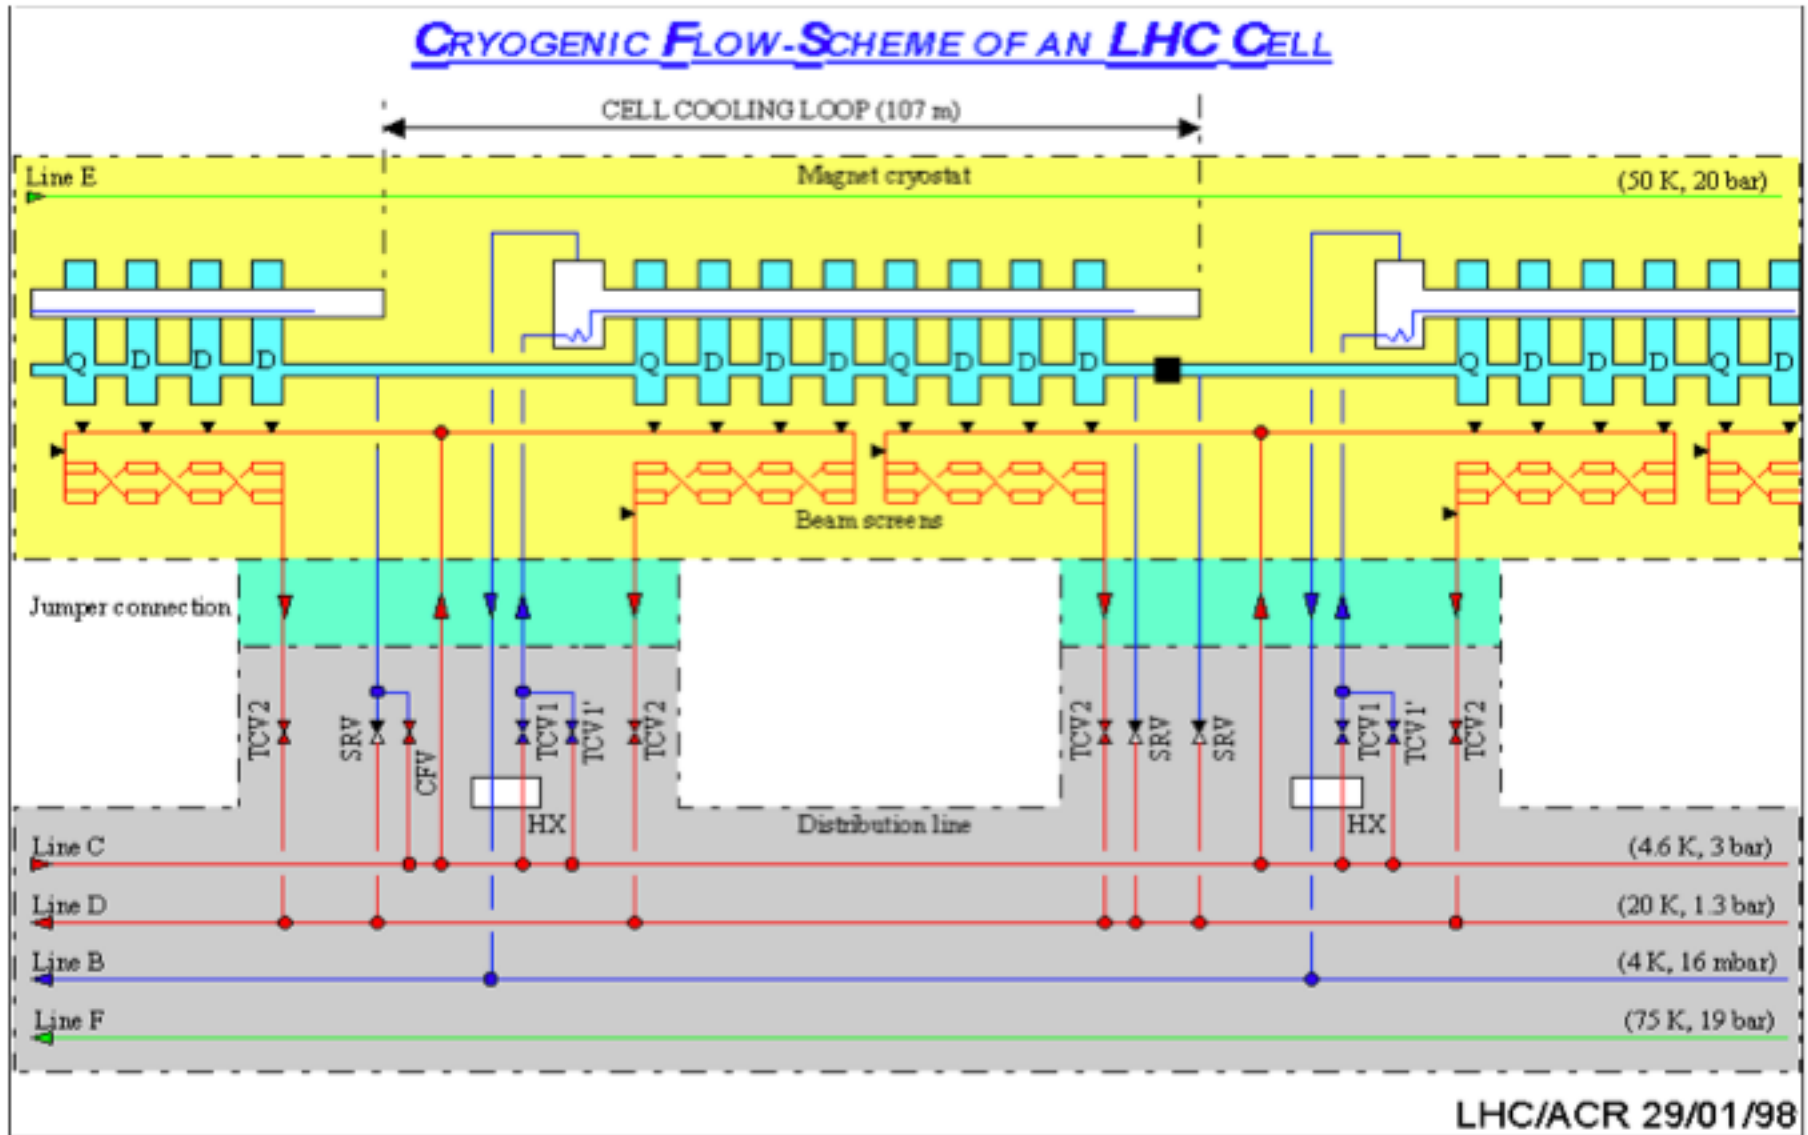 CRYOGENIC FLOW-SCHEME OF AN LHC CELL
CELL COOLING LOOP (107 m)
Line E
Magnet cryostat
(50 K, 20 bar)
Q D D D Q D D D Q D D D Q D D D Q D
Beam screens
Jumper connection
TCV2 SRV CFV TCV1 TCV1' TCV2 TCV2 SRV SRV TCV1 TCV1' TCV2
HX HX
Distribution line
Line C (4.6 K, 3 bar)
Line D (20 K, 1.3 bar)
Line B (4 K, 16 mbar)
Line F (75 K, 19 bar)
LHC/ACR 29/01/98